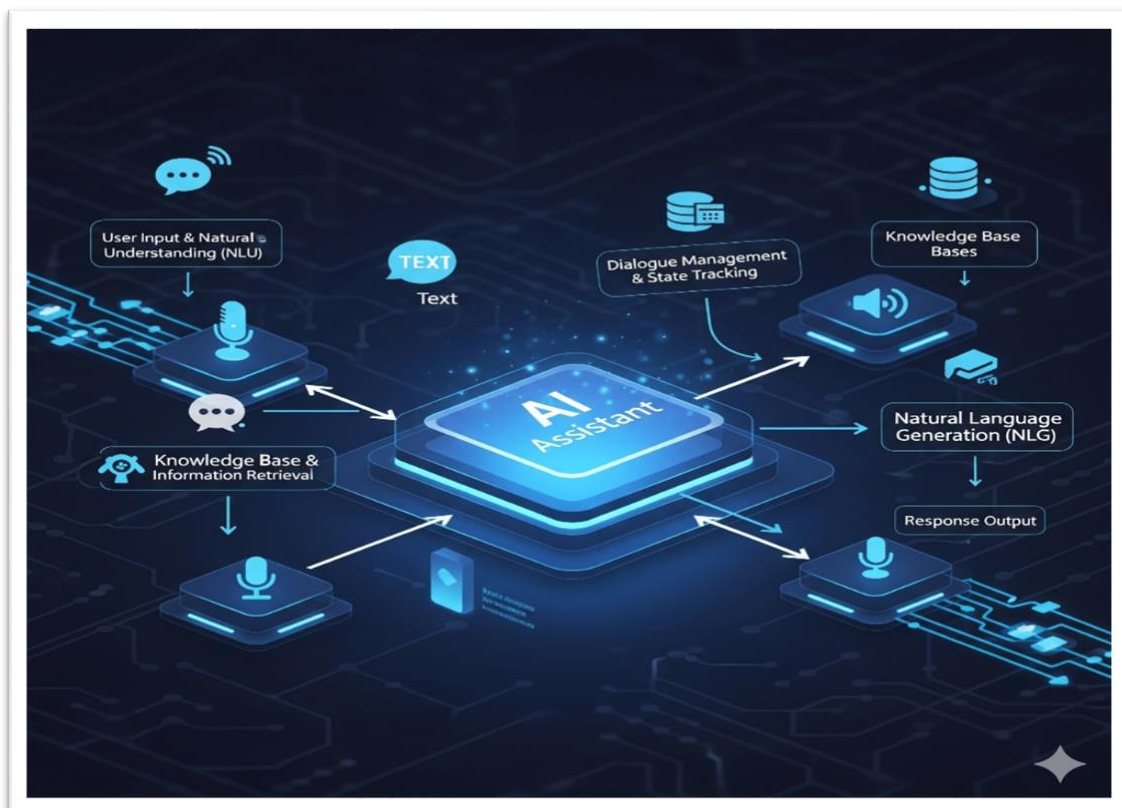 User Input & Natural
Understanding (NLU)
TEXT
Text
Dialogue Management
& State Tracking
Knowledge Base
Bases
AI
Assistant
Natural Language
Generation (NLG)
Knowledge Base &
Information Retrieval
Response Output